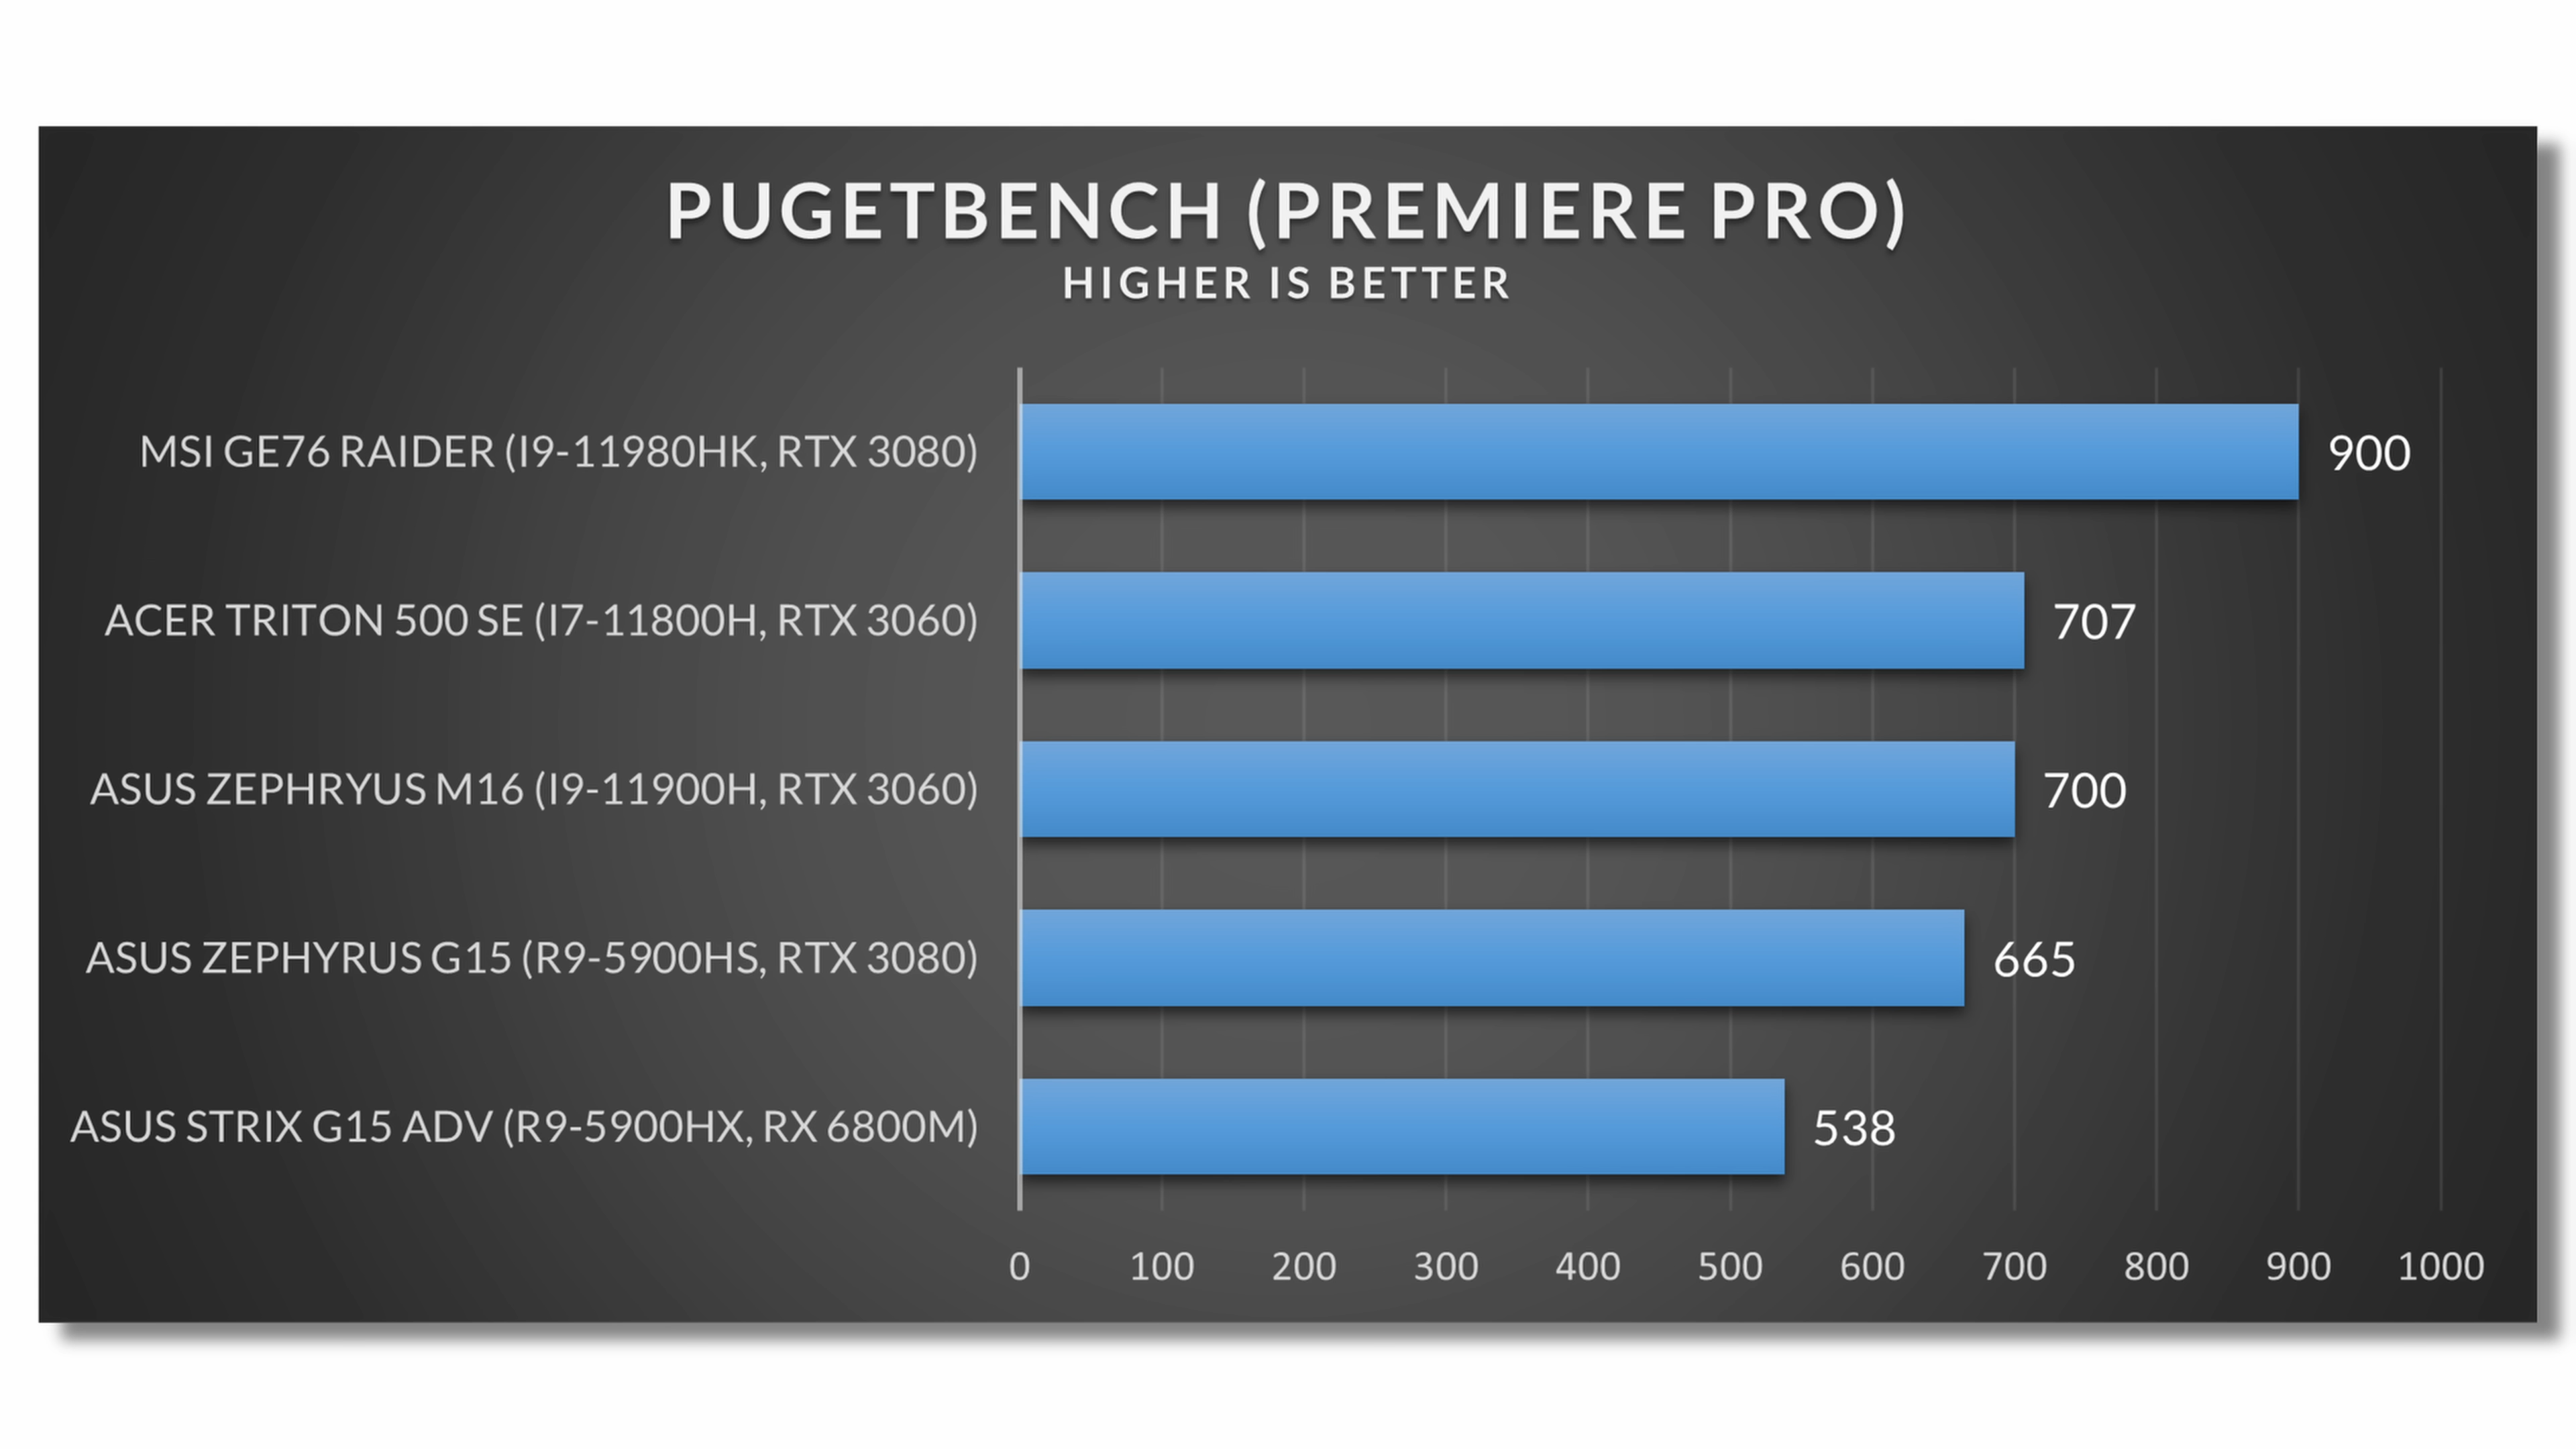 PUGETBENCH (PREMIERE PRO)
HIGHER IS BETTER
MSI GE76 RAIDER (I9-11980HK, RTX 3080)
900
ACER TRITON 500 SE (I7-11800H, RTX 3060)
707
ASUS ZEPHRYUS M16 (I9-11900H, RTX 3060)
700
ASUS ZEPHYRUS G15 (R9-5900HS, RTX 3080)
665
ASUS STRIX G15 ADV (R9-5900HX, RX 6800M)
538
0 100 200 300 400 500 600 700 800 900 1000